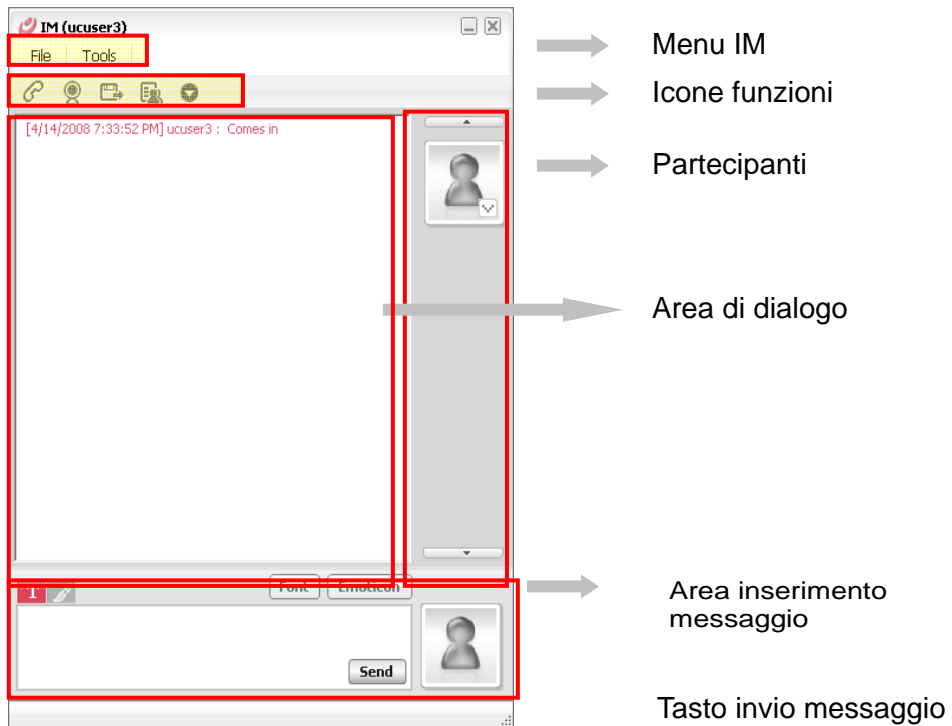 IM (ucuser3)
File Tools
[4/14/2008 7:33:52 PM] ucuser3 : Comes in
T Font Emoticon
Send
Menu IM
Icone funzioni
Partecipanti
Area di dialogo
Area inserimento
messaggio
Tasto invio messaggio